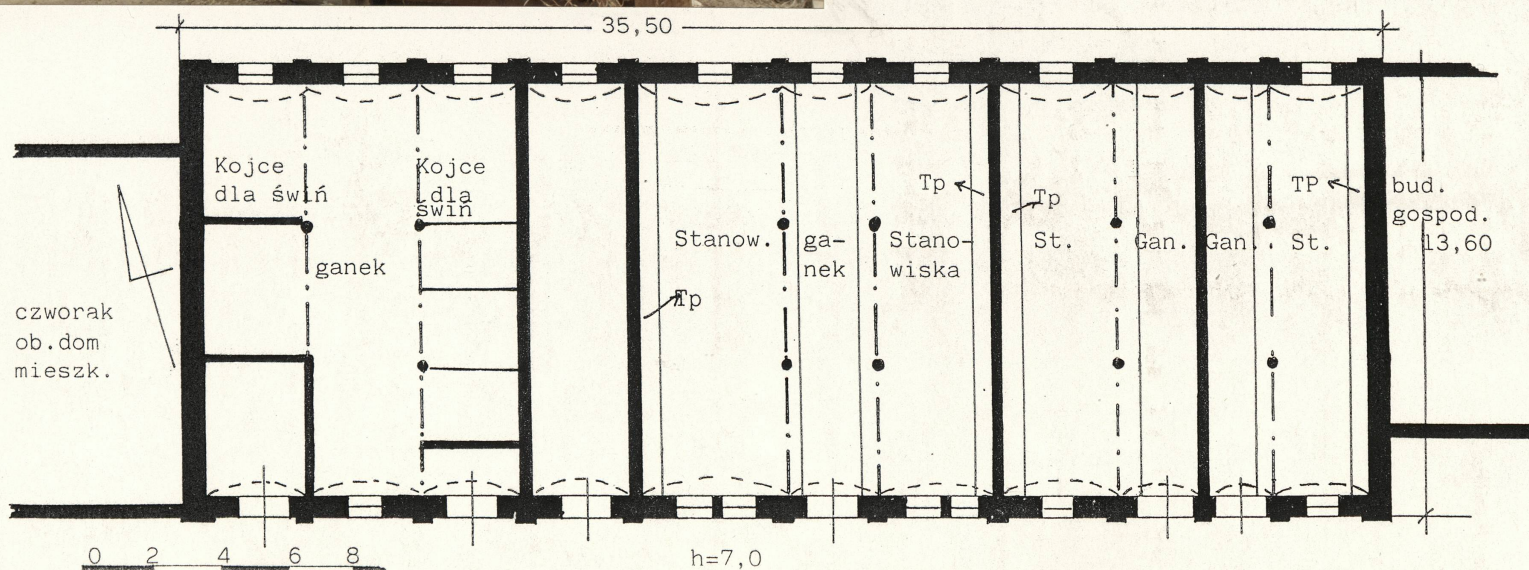 35,50
Kojce
dla świń
Kojce
dla
świń
ganek
Stanow.
ga-
nek
Stano-
wiska
Tp
Tp
Tp
St.
Gan.
Gan.
St.
TP
bud.
gospod.
13,60
czworak
ob.dom
mieszk.
0 2 4 6 8
h=7,0